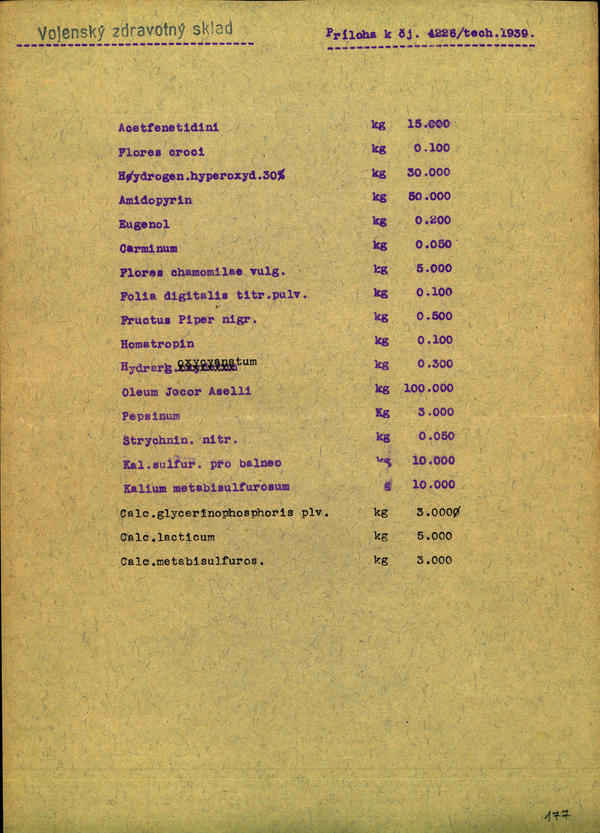 Vojenský zdravotný sklad
Príloha k čj. 4226/tech.1939.
Acetfenetidini kg 15.000
Flores croci kg 0.100
Hydrogen.hyperoxyd.30% kg 30.000
Amidopyrin kg 50.000
Eugenol kg 0.200
Carminum kg 0.050
Flores chamomilae vulg. kg 5.000
Folia digitalis titr.pulv. kg 0.100
Fructus Piper nigr. kg 0.500
Homatropin kg 0.100
Hydrarg.oxycyanatum kg 0.300
Oleum Jecor Aselli kg 100.000
Pepsinum Kg 3.000
Strychnin. nitr. kg 0.050
Kal.sulfur. pro balneo kg 10.000
Kalium metabisulfurosum g 10.000
Calc.glycerinophosphoris plv. kg 3.000
Calc.lacticum kg 5.000
Calc.metabisulfuros. kg 3.000
177